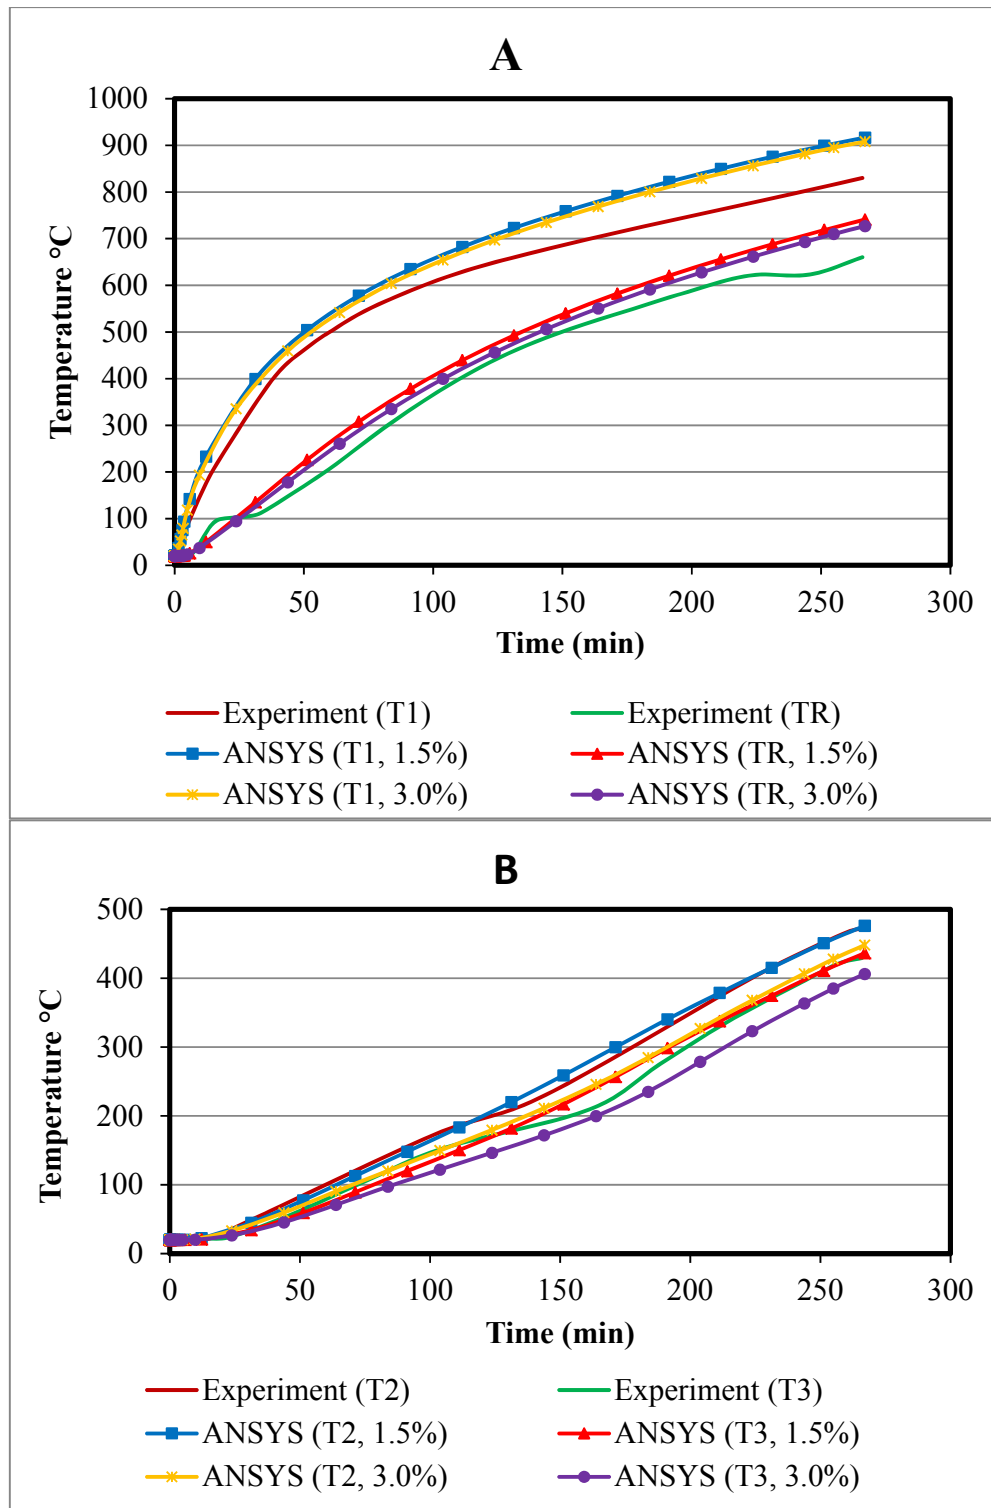 A
1000
900
800
700
600
500
400
300
200
100
0
Temperature °C
0 50 100 150 200 250 300
Time (min)
Experiment (T1) Experiment (TR)
ANSYS (T1, 1.5%) ANSYS (TR, 1.5%)
ANSYS (T1, 3.0%) ANSYS (TR, 3.0%)
B
500
400
300
200
100
0
Temperature °C
0 50 100 150 200 250 300
Time (min)
Experiment (T2) Experiment (T3)
ANSYS (T2, 1.5%) ANSYS (T3, 1.5%)
ANSYS (T2, 3.0%) ANSYS (T3, 3.0%)